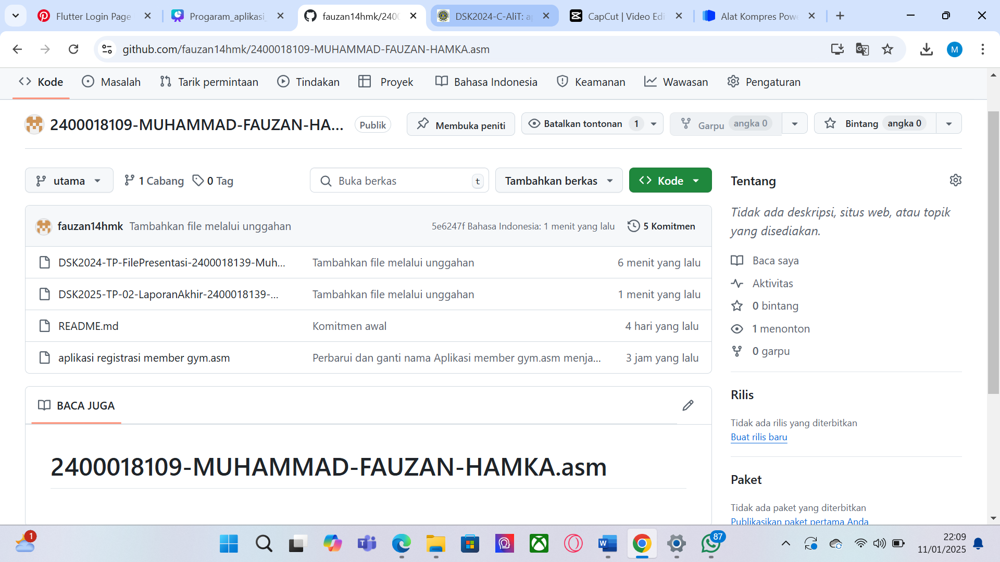 Flutter Login Page
Progaram_aplikasi_
fauzan14hmk/2400
DSK2024-C-AliT: ap
CapCut | Video Edi
Alat Kompres Powe
github.com/fauzan14hmk/2400018109-MUHAMMAD-FAUZAN-HAMKA.asm
M
Kode
Masalah
Tarik permintaan
Tindakan
Proyek
Bahasa Indonesia
Keamanan
Wawasan
Pengaturan
2400018109-MUHAMMAD-FAUZAN-HA...
Publik
Membuka peniti
Batalkan tontonan 1
Garpu angka 0
Bintang angka 0
utama
1 Cabang
0 Tag
Buka berkas
t
Tambahkan berkas
Kode
Tentang
Tidak ada deskripsi, situs web, atau topik
yang disediakan.
fauzan14hmk Tambahkan file melalui unggahan
5e6247f Bahasa Indonesia: 1 menit yang lalu
5 Komitmen
DSK2024-TP-FilePresentasi-2400018139-Muh... Tambahkan file melalui unggahan 6 menit yang lalu
DSK2025-TP-02-LaporanAkhir-2400018139-... Tambahkan file melalui unggahan 1 menit yang lalu
README.md Komitmen awal 4 hari yang lalu
aplikasi registrasi member gym.asm Perbarui dan ganti nama Aplikasi member gym.asm menja... 3 jam yang lalu
Baca saya
Aktivitas
0 bintang
1 menonton
0 garpu
Rilis
Tidak ada rilis yang diterbitkan
Buat rilis baru
Paket
Tidak ada paket yang diterbitkan
Publikasikan paket pertama Anda
BACA JUGA
2400018109-MUHAMMAD-FAUZAN-HAMKA.asm
1
87
22:09
11/01/2025